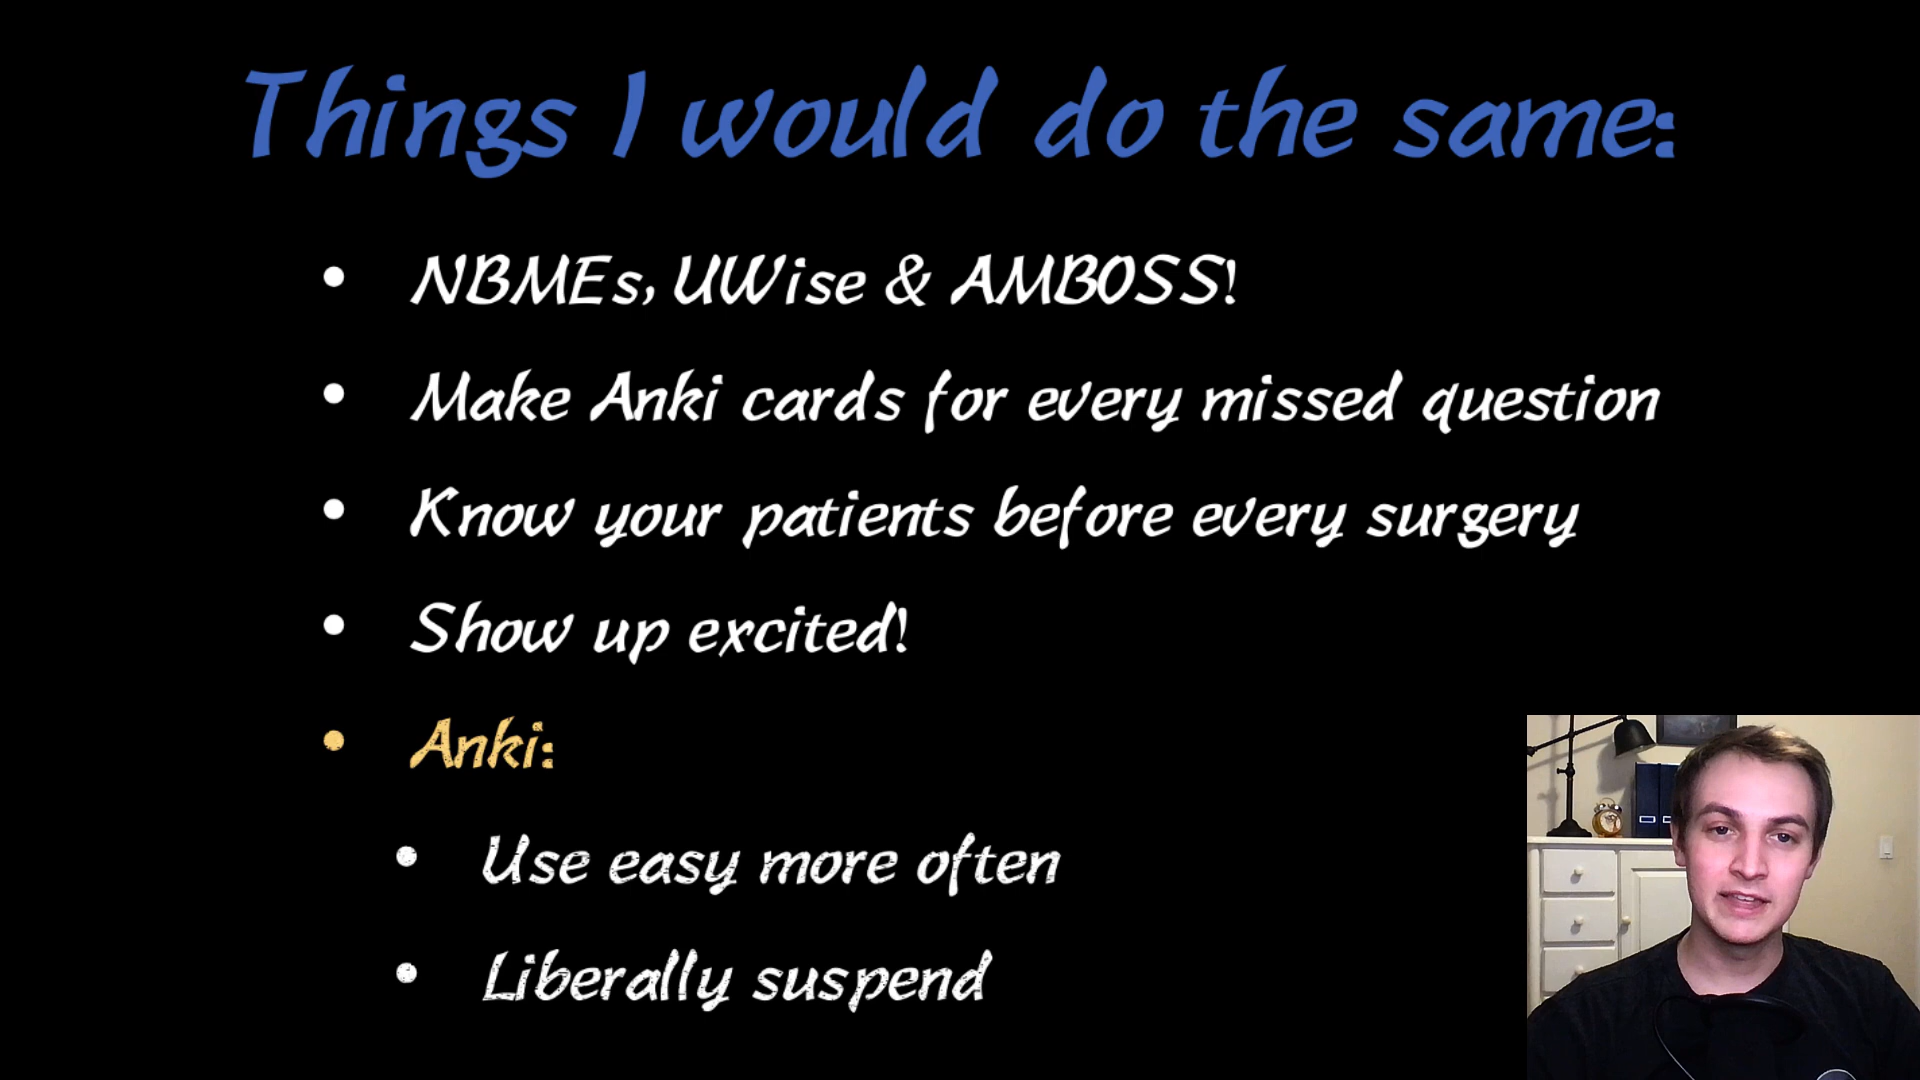 Things I would do the same:
• NBMEs, UWise & AMBOSS!
• Make Anki cards for every missed question
• Know your patients before every surgery
• Show up excited!
• Anki:
• Use easy more often
• Liberally suspend